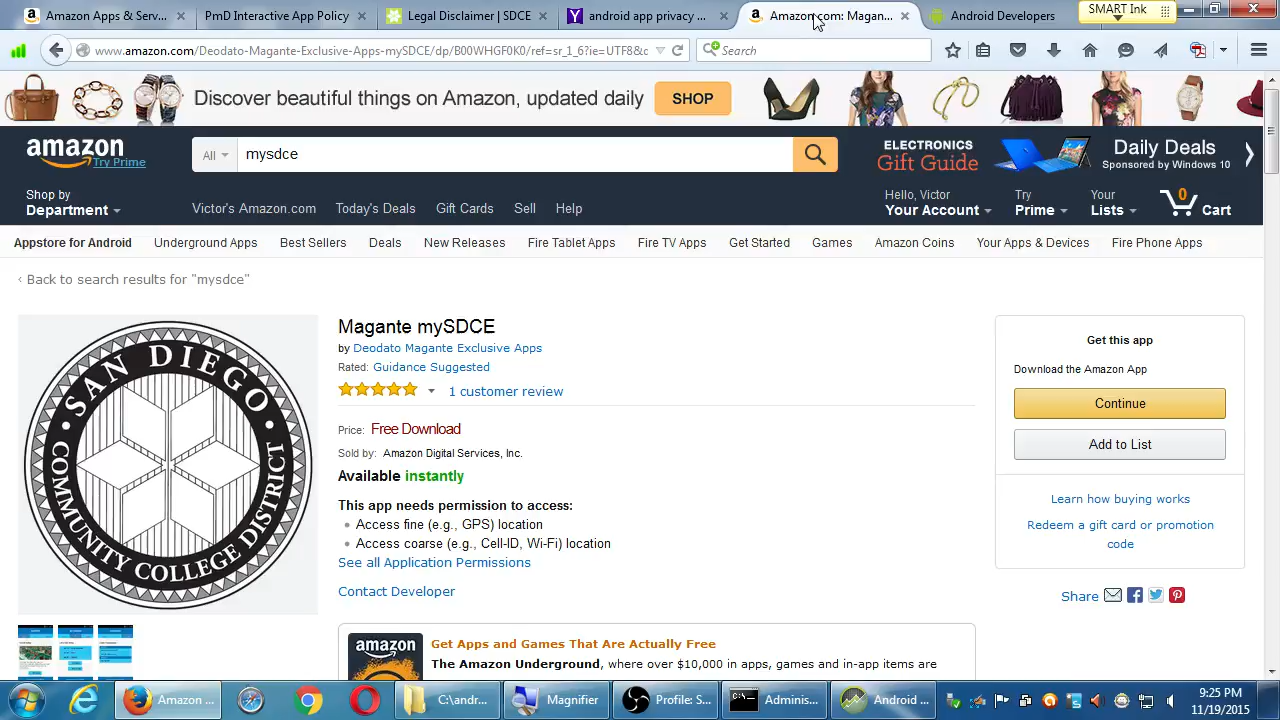 Amazon Apps & Serv...
PmD Interactive App Policy
Legal Disclaimer | SDCE
android app privacy ...
Amazon.com: Magan...
Android Developers
SMART Ink
www.amazon.com/Deodato-Magante-Exclusive-Apps-mySDCE/dp/B00WHGF0K0/ref=sr_1_6?ie=UTF8&c
Search
Discover beautiful things on Amazon, updated daily SHOP
amazon
Try Prime
All mysdce
ELECTRONICS
Gift Guide
Daily Deals
Sponsored by Windows 10
Shop by
Department
Victor's Amazon.com Today's Deals Gift Cards Sell Help
Hello, Victor
Your Account
Try
Prime
Your
Lists
0
Cart
Appstore for Android Underground Apps Best Sellers Deals New Releases Fire Tablet Apps Fire TV Apps Get Started Games Amazon Coins Your Apps & Devices Fire Phone Apps
‹ Back to search results for "mysdce"
SAN DIEGO
COMMUNITY COLLEGE DISTRICT
Magante mySDCE
by Deodato Magante Exclusive Apps
Rated: Guidance Suggested
1 customer review
Price: Free Download
Sold by: Amazon Digital Services, Inc.
Available instantly
This app needs permission to access:
• Access fine (e.g., GPS) location
• Access coarse (e.g., Cell-ID, Wi-Fi) location
See all Application Permissions
Contact Developer
Get this app
Download the Amazon App
Continue
Add to List
Learn how buying works
Redeem a gift card or promotion
code
Share
amazon
Get Apps and Games That Are Actually Free
The Amazon Underground, where over $10,000 in apps, games and in-app items are
Amazon ...
C:\andr...
Magnifier
Profile: S...
Adminis...
Android ...
9:25 PM
11/19/2015